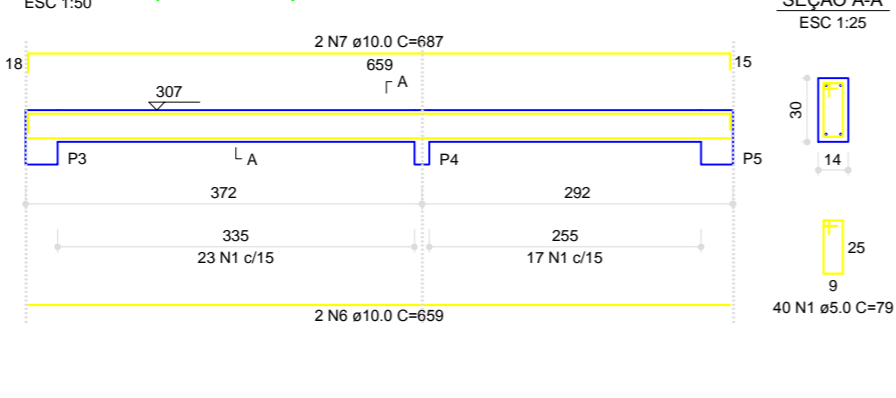 ESC 1:50
SEÇÃO A-A
ESC 1:25
2 N7 ø10.0 C=687
18
659
15
A
307
30
P3
A
P4
P5
14
372
292
335
255
23 N1 c/15
17 N1 c/15
25
9
2 N6 ø10.0 C=659
40 N1 ø5.0 C=79